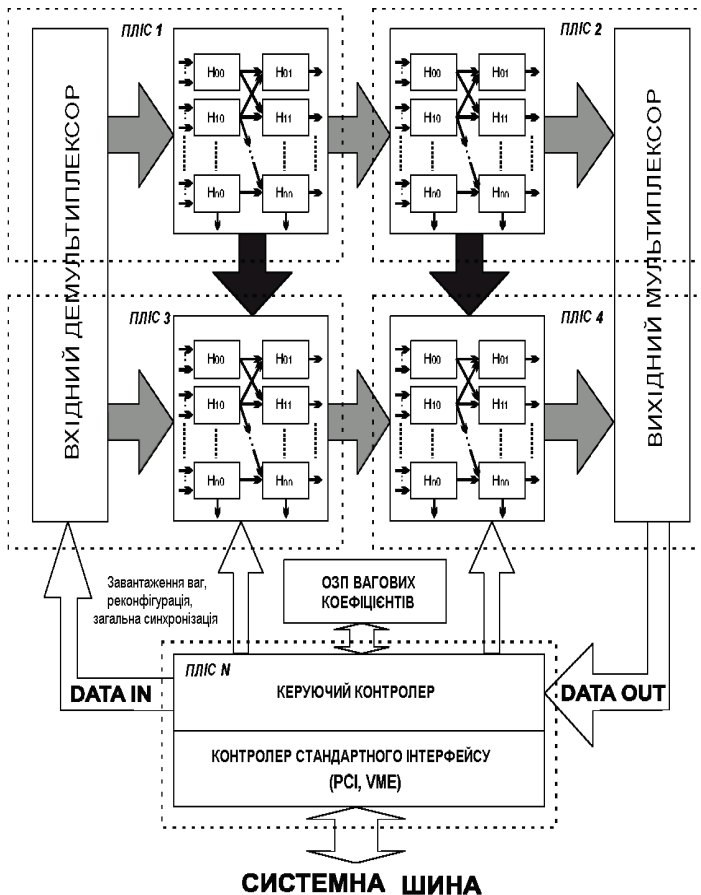 ПЛІС 1
ПЛІС 2
ВХІДНИЙ ДЕМУЛЬТИПЛЕКСОР
H00 H01
H10 H11
Hn0 Hnn
H00 H01
H10 H11
Hn0 Hnn
ВИХІДНИЙ МУЛЬТИПЛЕКСОР
ПЛІС 3
ПЛІС 4
H00 H01
H10 H11
Hn0 Hnn
H00 H01
H10 H11
Hn0 Hnn
Завантаження ваг,
реконфігурація,
загальна синхронізація
ОЗП ВАГОВИХ
КОЕФІЦІЄНТІВ
ПЛІС N
DATA IN
КЕРУЮЧИЙ КОНТРОЛЕР
DATA OUT
КОНТРОЛЕР СТАНДАРТНОГО ІНТЕРФЕЙСУ
(PCI, VME)
СИСТЕМНА ШИНА